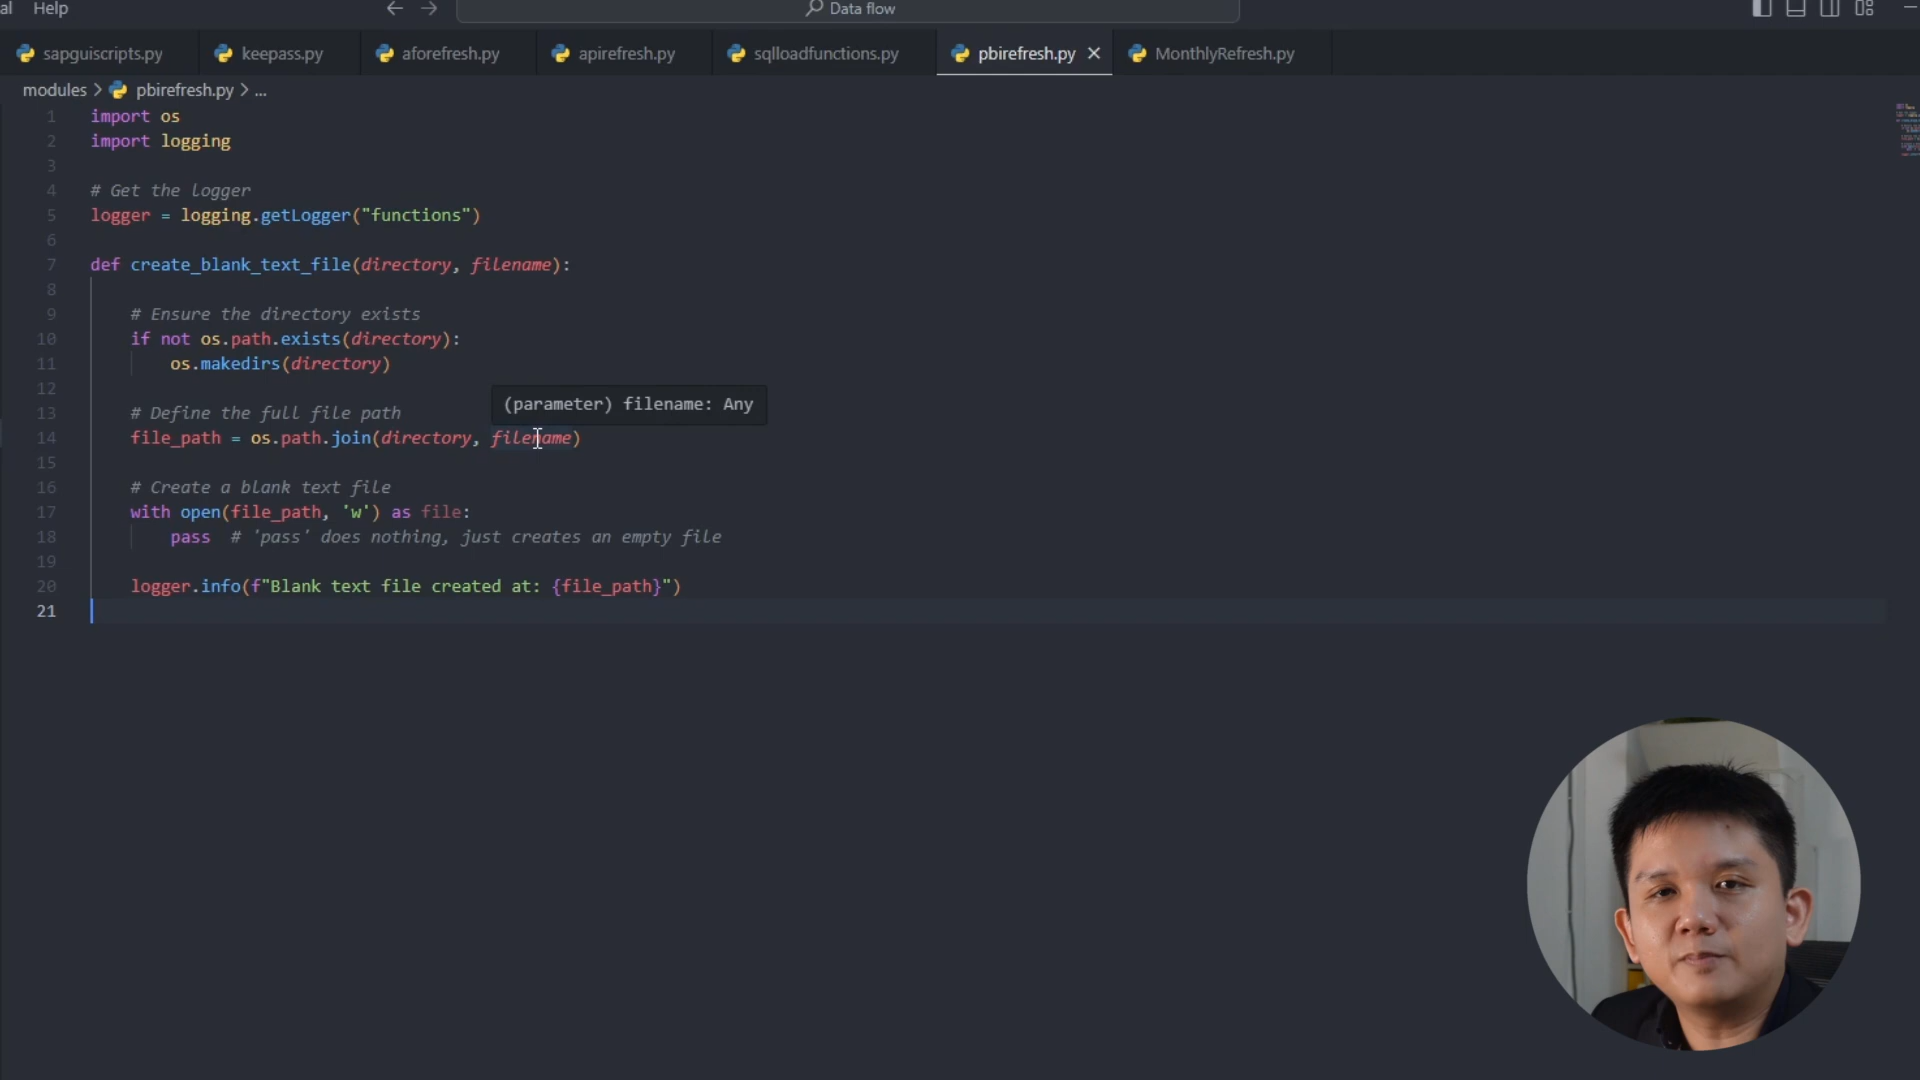 al Help Data flow
sapguiscripts.py keepass.py aforefresh.py apirefresh.py sqlloadfunctions.py pbirefresh.py MonthlyRefresh.py
modules > pbirefresh.py > ...
1 import os
2 import logging
3
4 # Get the logger
5 logger = logging.getLogger("functions")
6
7 def create_blank_text_file(directory, filename):
8
9 # Ensure the directory exists
10 if not os.path.exists(directory):
11 os.makedirs(directory)
12
(parameter) filename: Any
13 # Define the full file path
14 file_path = os.path.join(directory, filename)
15
16 # Create a blank text file
17 with open(file_path, 'w') as file:
18 pass # 'pass' does nothing, just creates an empty file
19
20 logger.info(f"Blank text file created at: {file_path}")
21